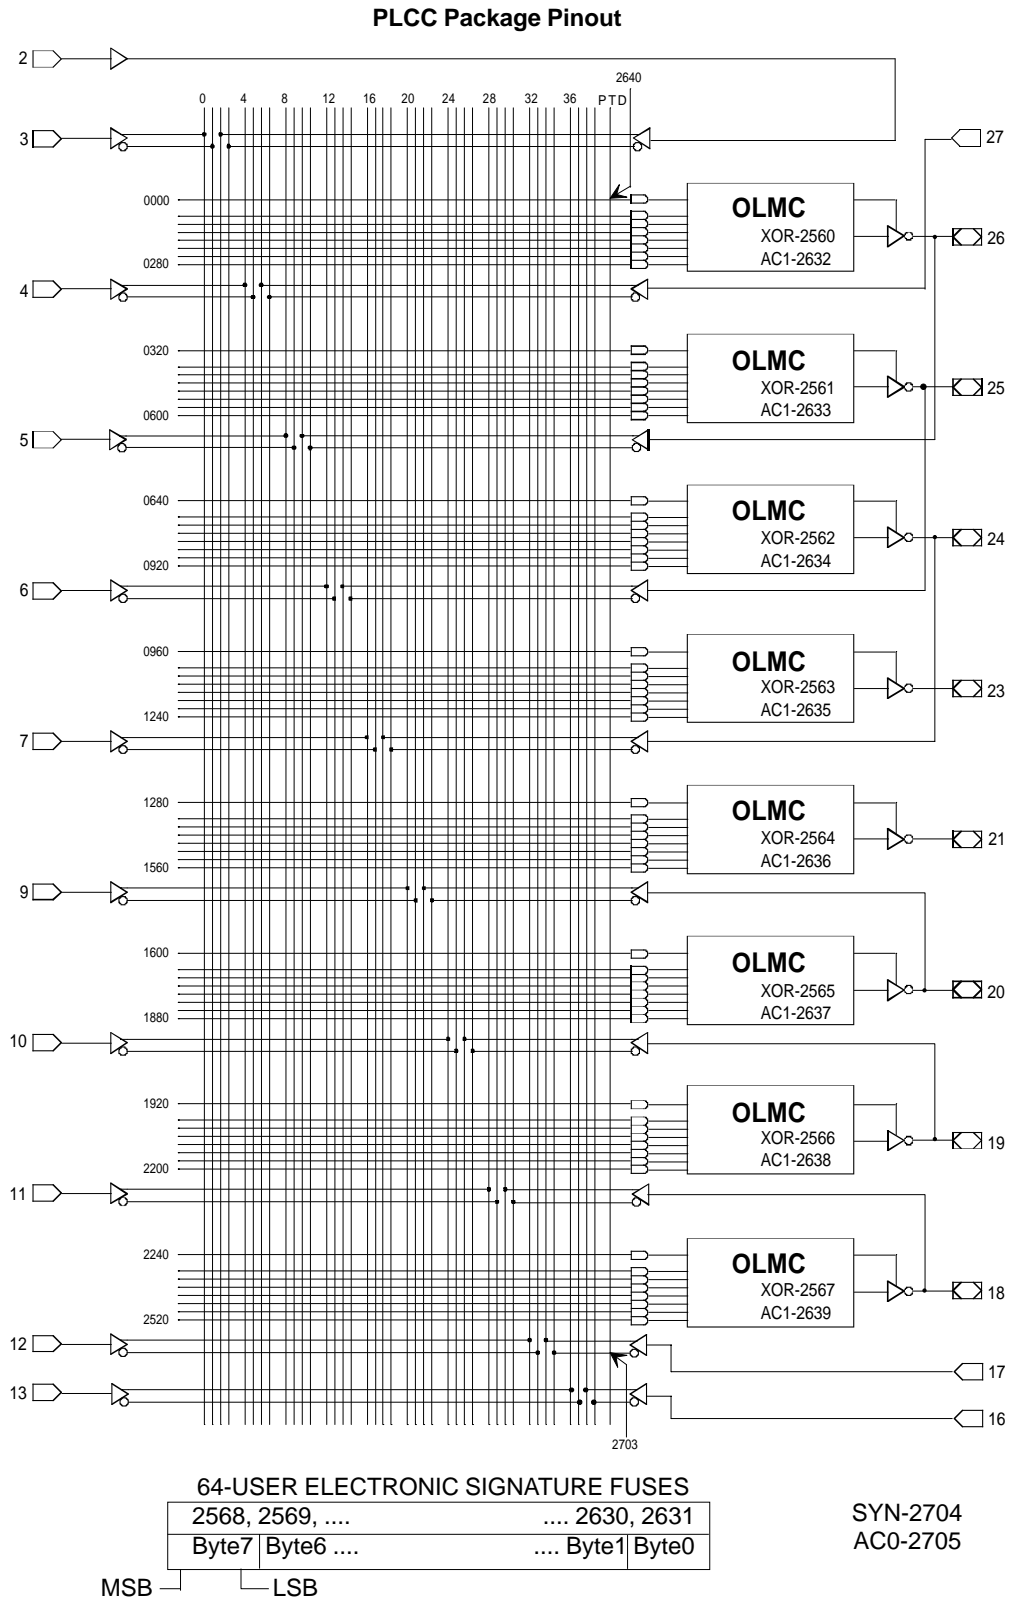 PLCC Package Pinout
2
2640
0 4 8 12 16 20 24 28 32 36 PTD
3
27
0000
OLMC
XOR-2560
26
AC1-2632
0280
4
0320
OLMC
XOR-2561
25
AC1-2633
0600
5
0640
OLMC
XOR-2562
24
AC1-2634
0920
6
0960
OLMC
XOR-2563
23
AC1-2635
1240
7
1280
OLMC
XOR-2564
21
AC1-2636
1560
9
1600
OLMC
XOR-2565
20
AC1-2637
1880
10
1920
OLMC
XOR-2566
19
AC1-2638
2200
11
2240
OLMC
XOR-2567
18
AC1-2639
2520
12
17
13
16
2703
64-USER ELECTRONIC SIGNATURE FUSES
2568, 2569, .... .... 2630, 2631
SYN-2704
Byte7 Byte6 .... .... Byte1 Byte0
AC0-2705
MSB LSB